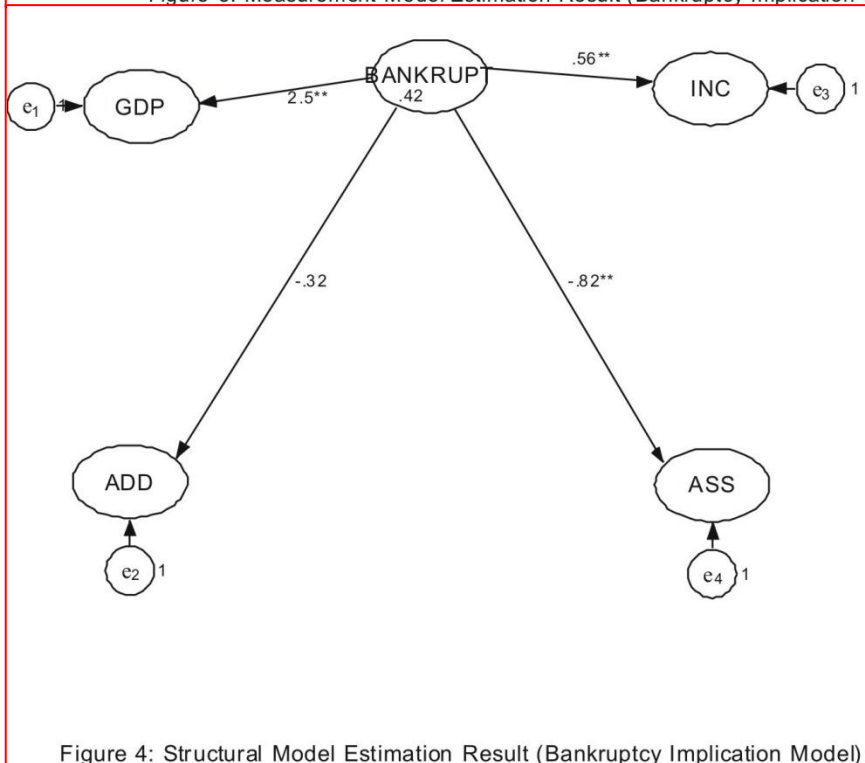 BANKRUPT
.42
.56**
INC
e3
1
e1
GDP
2.5**
-.32
-.82**
ADD
ASS
e2
1
e4
1
Figure 4: Structural Model Estimation Result (Bankruptcy Implication Model)